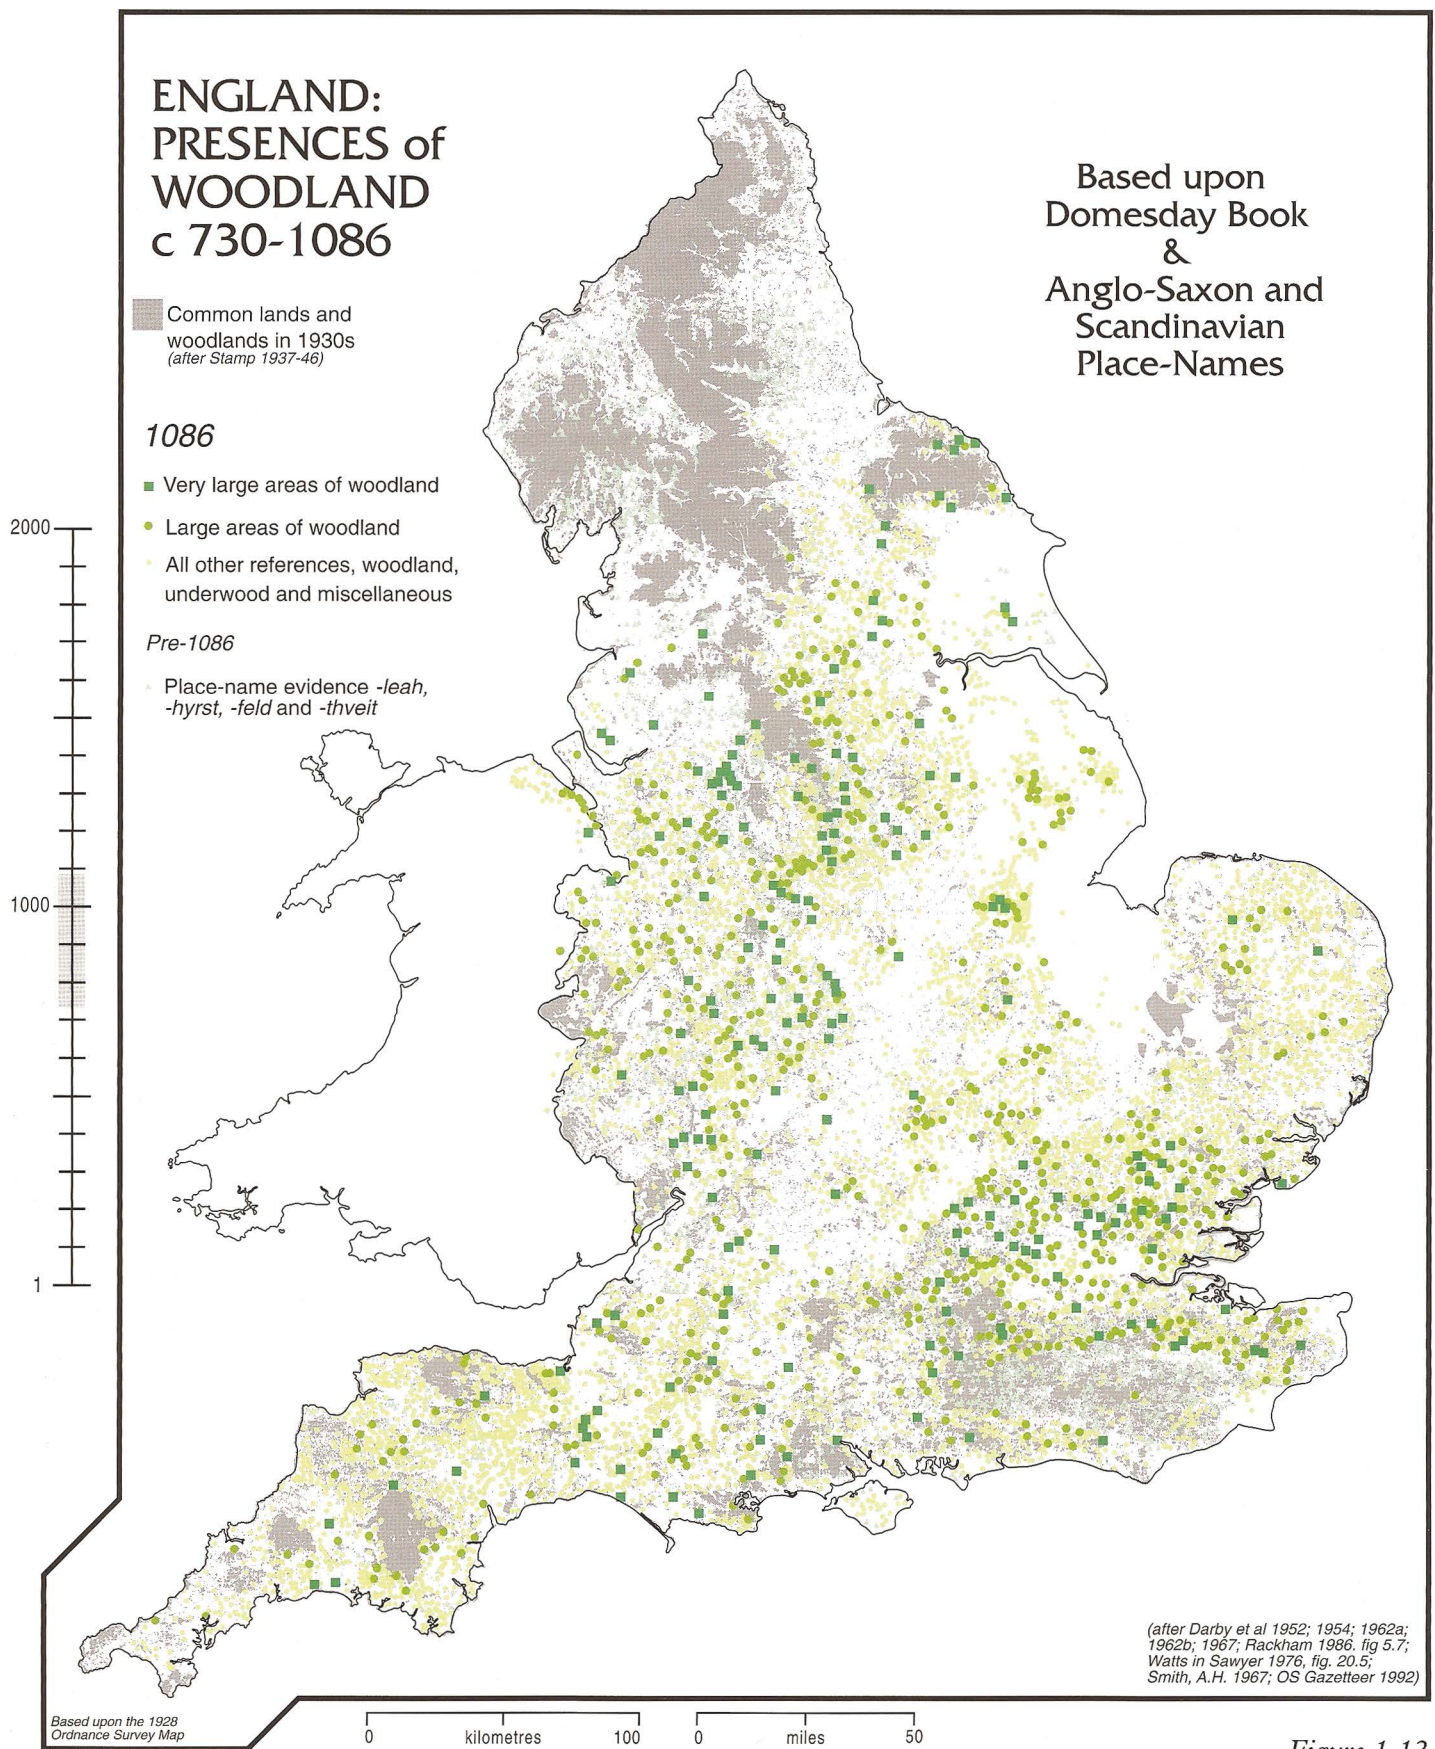 ENGLAND:
PRESENCES of
WOODLAND
c 730-1086
Based upon
Domesday Book
&
Anglo-Saxon and
Scandinavian
Place-Names
Common lands and
woodlands in 1930s
(after Stamp 1937-46)
1086
Very large areas of woodland
Large areas of woodland
All other references, woodland,
underwood and miscellaneous
Pre-1086
Place-name evidence -leah,
-hyrst, -feld and -thveit
2000
1000
1
(after Darby et al 1952; 1954; 1962a;
1962b; 1967; Rackham 1986. fig 5.7;
Watts in Sawyer 1976, fig. 20.5;
Smith, A.H. 1967; OS Gazetteer 1992)
Based upon the 1928
Ordnance Survey Map
0 kilometres 100
0 miles 50
Figure 1.13